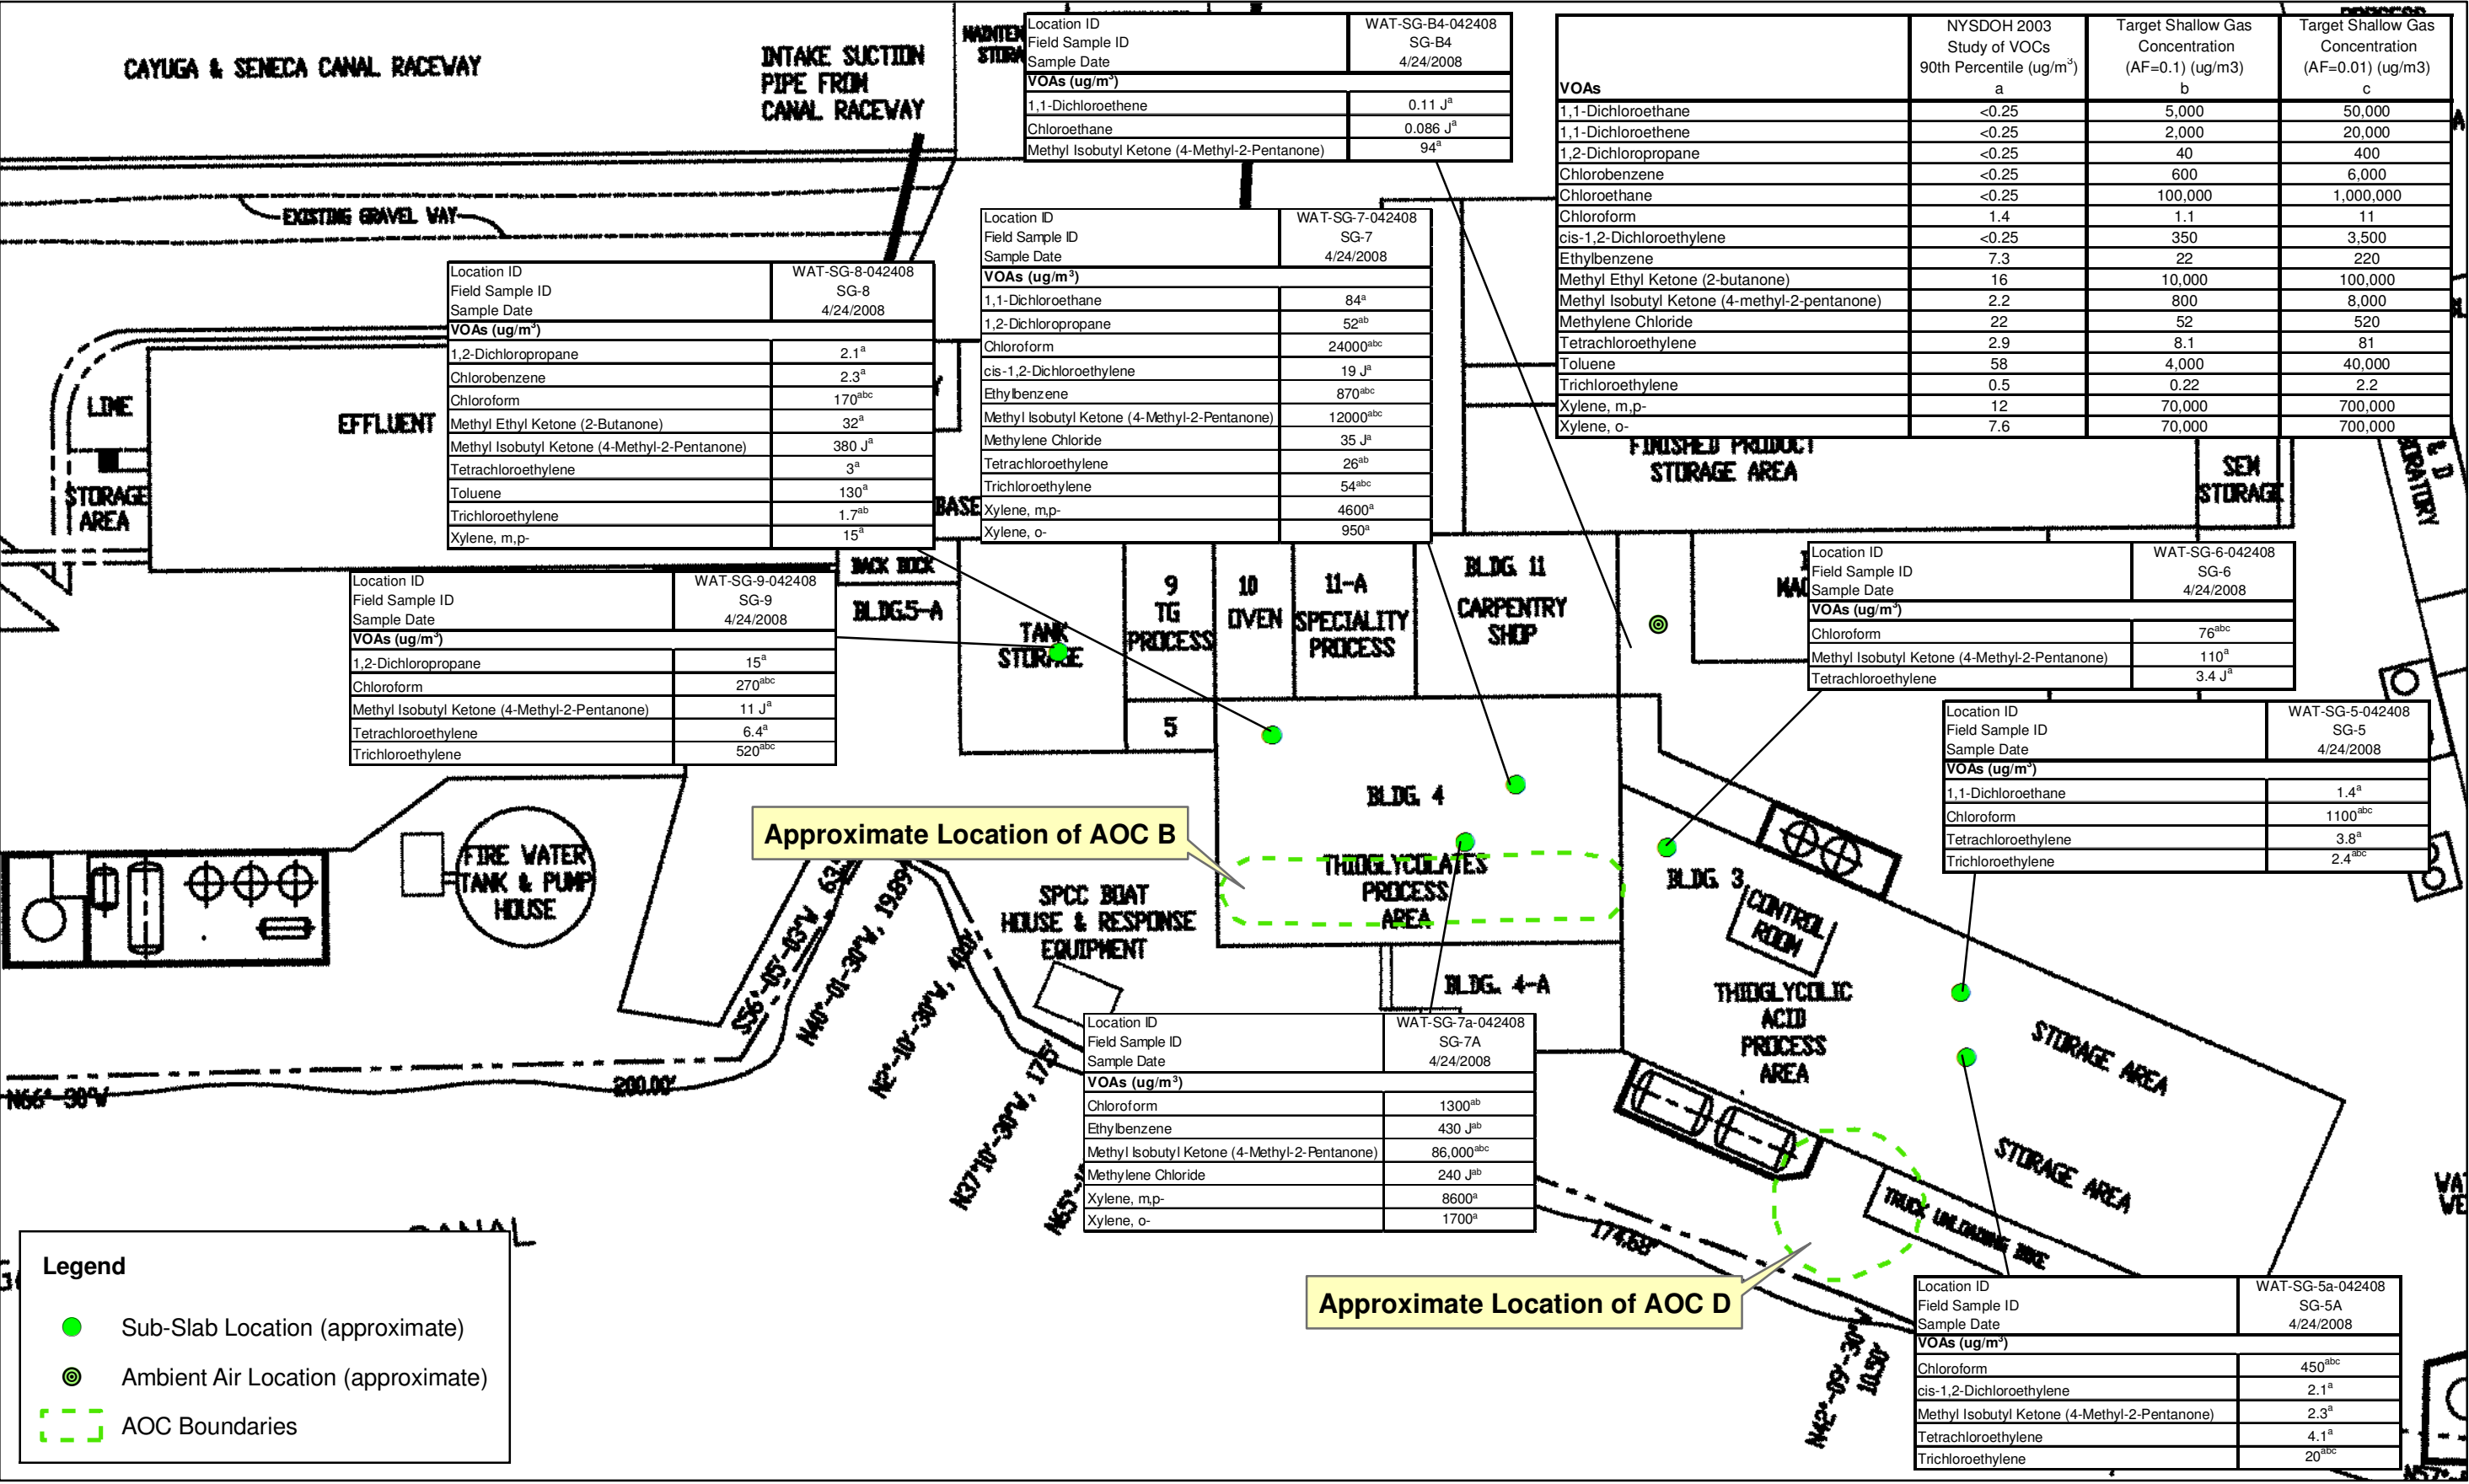 CAYUGA & SENECA CANAL RACEWAY
INTAKE SUCTION
PIPE FROM
CANAL RACEWAY
EXISTING GRAVEL WAY
Location ID WAT-SG-B4-042408
Field Sample ID SG-B4
Sample Date 4/24/2008
VOAs (ug/m³)
1,1-Dichloroethene 0.11 Jᵃ
Chloroethane 0.086 Jᵃ
Methyl Isobutyl Ketone (4-Methyl-2-Pentanone) 94ᵃ
NYSDOH 2003 Target Shallow Gas Target Shallow Gas
Study of VOCs Concentration Concentration
90th Percentile (ug/m³) (AF=0.1) (ug/m3) (AF=0.01) (ug/m3)
VOAs a b c
1,1-Dichloroethane <0.25 5,000 50,000
1,1-Dichloroethene <0.25 2,000 20,000
1,2-Dichloropropane <0.25 40 400
Chlorobenzene <0.25 600 6,000
Chloroethane <0.25 100,000 1,000,000
Chloroform 1.4 1.1 11
cis-1,2-Dichloroethylene <0.25 350 3,500
Ethylbenzene 7.3 22 220
Methyl Ethyl Ketone (2-butanone) 16 10,000 100,000
Methyl Isobutyl Ketone (4-methyl-2-pentanone) 2.2 800 8,000
Methylene Chloride 22 52 520
Tetrachloroethylene 2.9 8.1 81
Toluene 58 4,000 40,000
Trichloroethylene 0.5 0.22 2.2
Xylene, m,p- 12 70,000 700,000
Xylene, o- 7.6 70,000 700,000
Location ID WAT-SG-7-042408
Field Sample ID SG-7
Sample Date 4/24/2008
VOAs (ug/m³)
1,1-Dichloroethane 84ᵃ
1,2-Dichloropropane 52ᵃᵇ
Chloroform 24000ᵃᵇᶜ
cis-1,2-Dichloroethylene 19 Jᵃ
Ethylbenzene 870ᵃᵇᶜ
Methyl Isobutyl Ketone (4-Methyl-2-Pentanone) 12000ᵃᵇᶜ
Methylene Chloride 35 Jᵃ
Tetrachloroethylene 26ᵃᵇ
Trichloroethylene 54ᵃᵇᶜ
Xylene, m,p- 4600ᵃ
Xylene, o- 950ᵃ
Location ID WAT-SG-8-042408
Field Sample ID SG-8
Sample Date 4/24/2008
VOAs (ug/m³)
1,2-Dichloropropane 2.1ᵃ
Chlorobenzene 2.3ᵃ
Chloroform 170ᵃᵇᶜ
Methyl Ethyl Ketone (2-Butanone) 32ᵃ
Methyl Isobutyl Ketone (4-Methyl-2-Pentanone) 380 Jᵃ
Tetrachloroethylene 3ᵃ
Toluene 130ᵃ
Trichloroethylene 1.7ᵃᵇ
Xylene, m,p- 15ᵃ
LIME
STORAGE
AREA
EFFLUENT
FINISHED PRODUCT
STORAGE AREA
SEM
STORAGE
Location ID WAT-SG-9-042408
Field Sample ID SG-9
Sample Date 4/24/2008
VOAs (ug/m³)
1,2-Dichloropropane 15ᵃ
Chloroform 270ᵃᵇᶜ
Methyl Isobutyl Ketone (4-Methyl-2-Pentanone) 11 Jᵃ
Tetrachloroethylene 6.4ᵃ
Trichloroethylene 520ᵃᵇᶜ
BLDG.5-A
TANK
STORAGE
9
TG
PROCESS
10
OVEN
11-A
SPECIALITY
PROCESS
BLDG. 11
CARPENTRY
SHOP
5
Location ID WAT-SG-6-042408
Field Sample ID SG-6
Sample Date 4/24/2008
VOAs (ug/m³)
Chloroform 76ᵃᵇᶜ
Methyl Isobutyl Ketone (4-Methyl-2-Pentanone) 110ᵃ
Tetrachloroethylene 3.4 Jᵃ
Location ID WAT-SG-5-042408
Field Sample ID SG-5
Sample Date 4/24/2008
VOAs (ug/m³)
1,1-Dichloroethane 1.4ᵃ
Chloroform 1100ᵃᵇᶜ
Tetrachloroethylene 3.8ᵃ
Trichloroethylene 2.4ᵃᵇᶜ
BLDG. 4
Approximate Location of AOC B
THIOGLYCOLATES
PROCESS
AREA
FIRE WATER
TANK & PUMP
HOUSE
SPCC BOAT
HOUSE & RESPONSE
EQUIPMENT
BLDG. 3
CONTROL
ROOM
BLDG. 4-A
THIOGLYCOLIC
ACID
PROCESS
AREA
STORAGE AREA
STORAGE AREA
TRUCK UNLOADING DIKE
S56°-05'-03"W
N40°-01'-30"W, 19.89'
N66°-30'W
200.00'
174.68'
N42°-09'-30"W
10.50'
Location ID WAT-SG-7a-042408
Field Sample ID SG-7A
Sample Date 4/24/2008
VOAs (ug/m³)
Chloroform 1300ᵃᵇ
Ethylbenzene 430 Jᵃᵇ
Methyl Isobutyl Ketone (4-Methyl-2-Pentanone) 86,000ᵃᵇᶜ
Methylene Chloride 240 Jᵃᵇ
Xylene, m,p- 8600ᵃ
Xylene, o- 1700ᵃ
Approximate Location of AOC D
Location ID WAT-SG-5a-042408
Field Sample ID SG-5A
Sample Date 4/24/2008
VOAs (ug/m³)
Chloroform 450ᵃᵇᶜ
cis-1,2-Dichloroethylene 2.1ᵃ
Methyl Isobutyl Ketone (4-Methyl-2-Pentanone) 2.3ᵃ
Tetrachloroethylene 4.1ᵃ
Trichloroethylene 20ᵃᵇᶜ
Legend
Sub-Slab Location (approximate)
Ambient Air Location (approximate)
AOC Boundaries